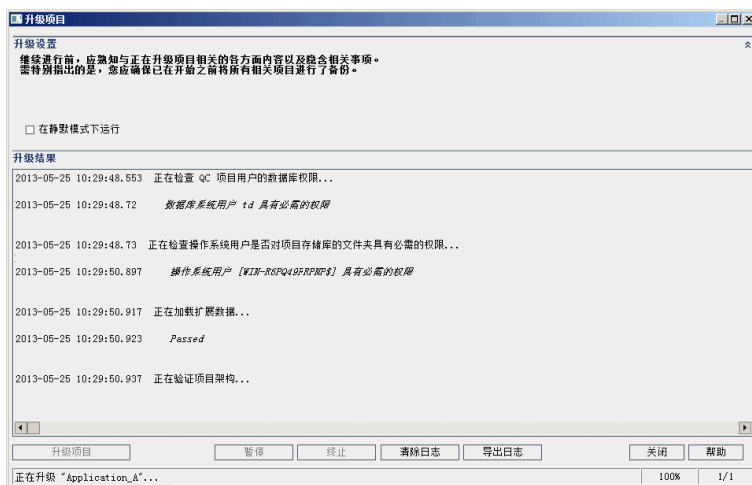 升级项目
升级设置
继续进行前，应熟知与正在升级项目相关的各方面内容以及隐含相关事项。
需特别指出的是，您应确保已在开始之前将所有相关项目进行了备份。
在静默模式下运行
升级结果
2013-05-25 10:29:48.553 正在检查 QC 项目用户的数据库权限...
2013-05-25 10:29:48.72 数据库系统用户 td 具有必需的权限
2013-05-25 10:29:48.73 正在检查操作系统用户是否对项目存储库的文件夹具有必需的权限...
2013-05-25 10:29:50.897 操作系统用户 [WIN-R6PQ49FRPNP$] 具有必需的权限
2013-05-25 10:29:50.917 正在加载扩展数据...
2013-05-25 10:29:50.923 Passed
2013-05-25 10:29:50.937 正在验证项目架构...
升级项目 暂停 终止 清除日志 导出日志 关闭 帮助
正在升级 "Application_A"... 100% 1/1